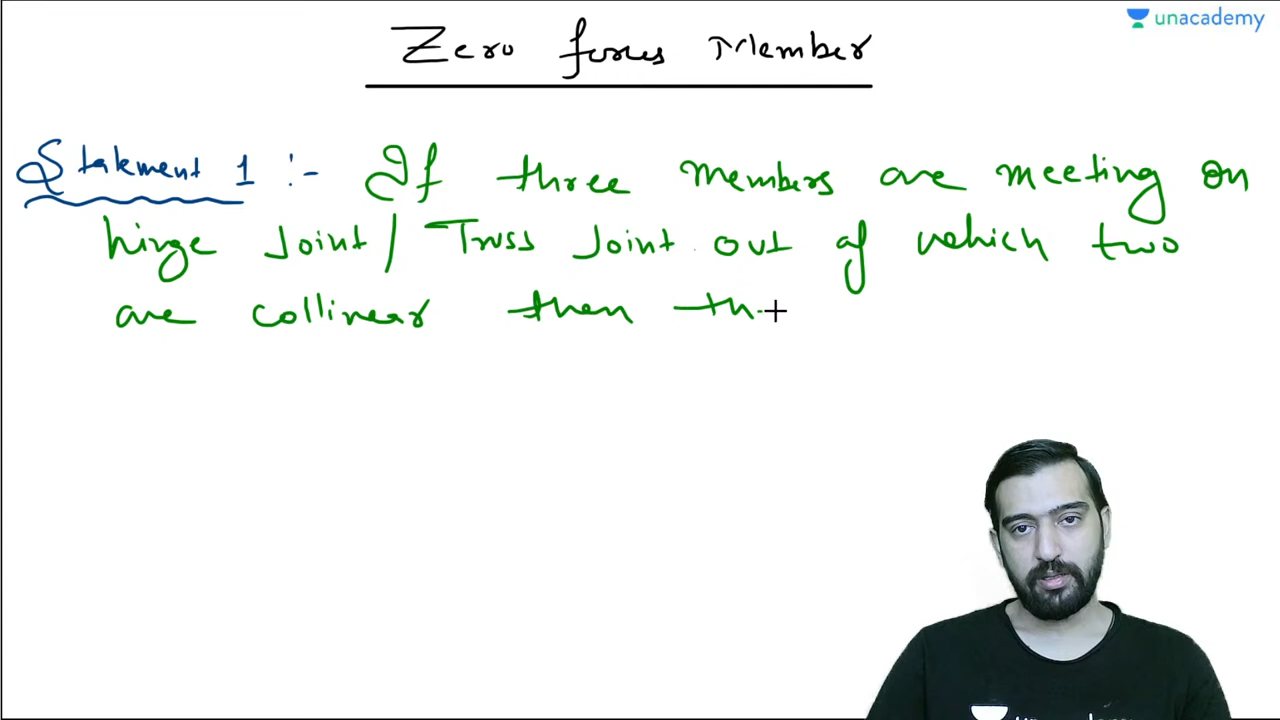 unacademy
Zero forces Member
Statement 1 :- If three members are meeting on
hinge Joint/ Truss Joint out of which two
are collinear then th